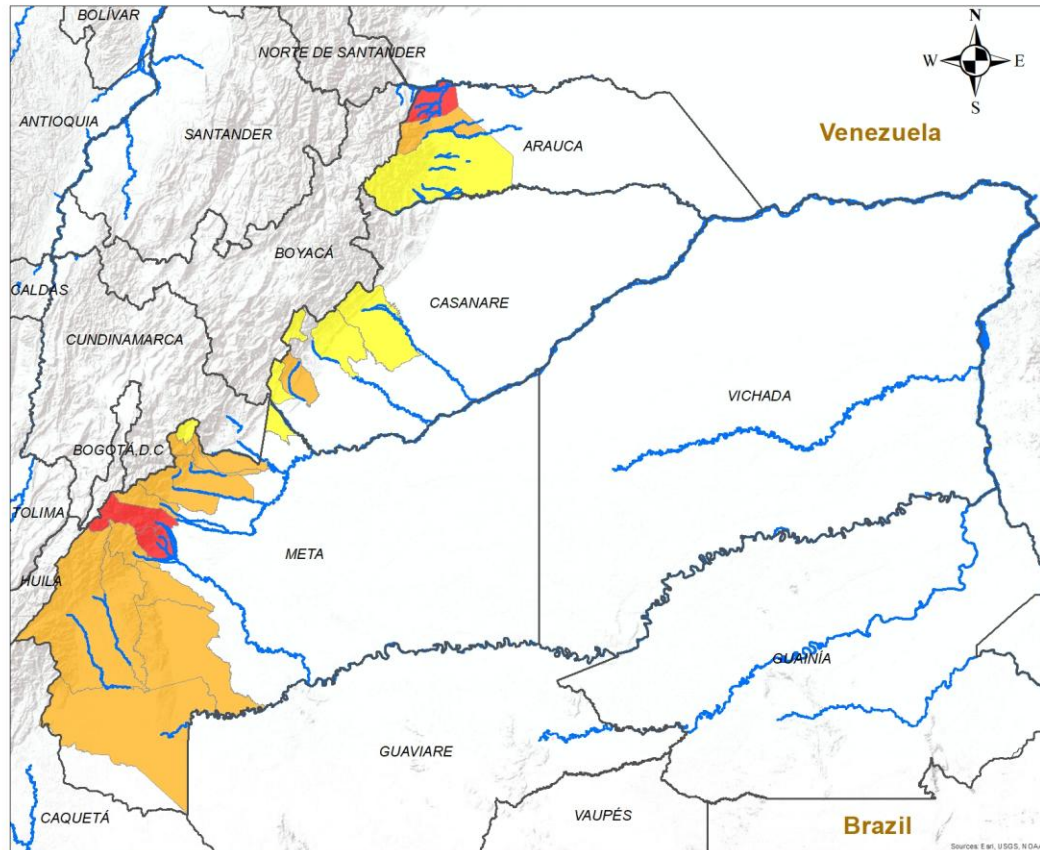 BOLÍVAR
N
NORTE DE SANTANDER
W
E
S
ANTIOQUIA
SANTANDER
Venezuela
ARAUCA
BOYACÁ
CALDAS
CASANARE
CUNDINAMARCA
VICHADA
BOGOTÁ,D.C
TOLIMA
META
HUILA
GUAINÍA
GUAVIARE
CAQUETÁ
VAUPÉS
Brazil
Sources: Esri, USGS, NOAA